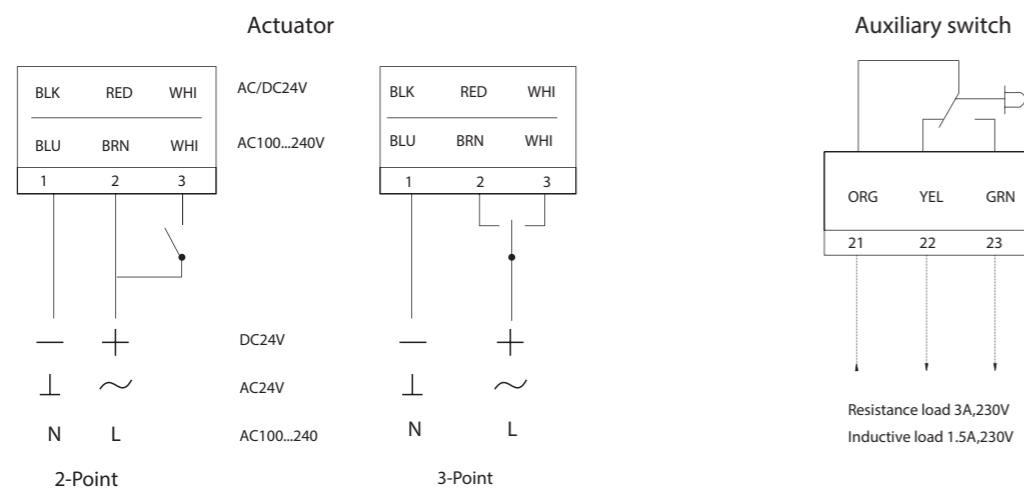 Actuator
Auxiliary switch
BLK RED WHI
AC/DC24V
BLU BRN WHI
AC100...240V
1 2 3
BLK RED WHI
BLU BRN WHI
1 2 3
ORG YEL GRN
21 22 23
DC24V
AC24V
N L
AC100...240
N L
2-Point
3-Point
Resistance load 3A,230V
Inductive load 1.5A,230V